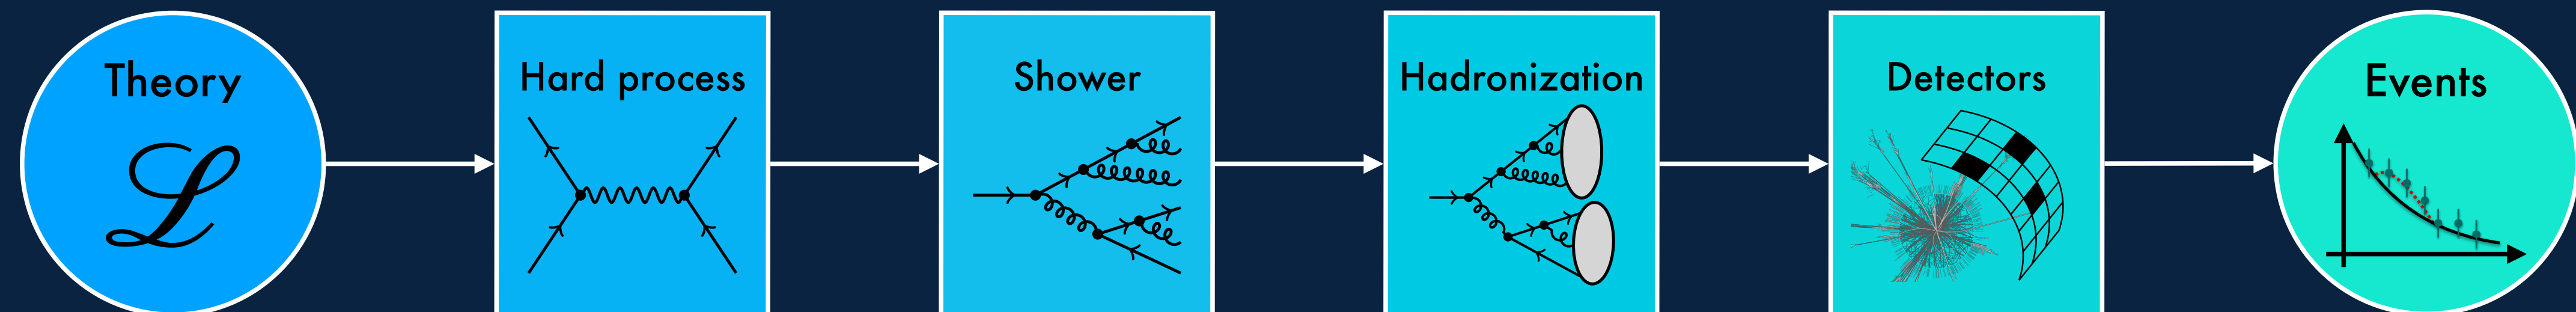 Theory
ℒ
Hard process
Shower
Hadronization
Detectors
Events